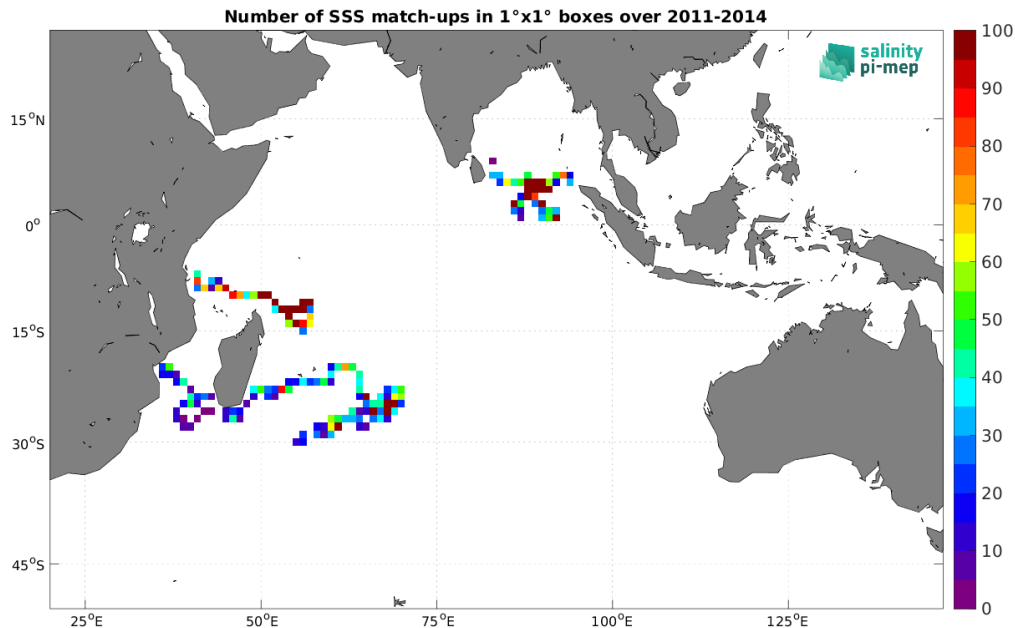 Number of SSS match-ups in 1°x1° boxes over 2011-2014
salinity
pi-mep
100
90
80
70
60
50
40
30
20
10
0
15°N
0°
15°S
30°S
45°S
25°E
50°E
75°E
100°E
125°E